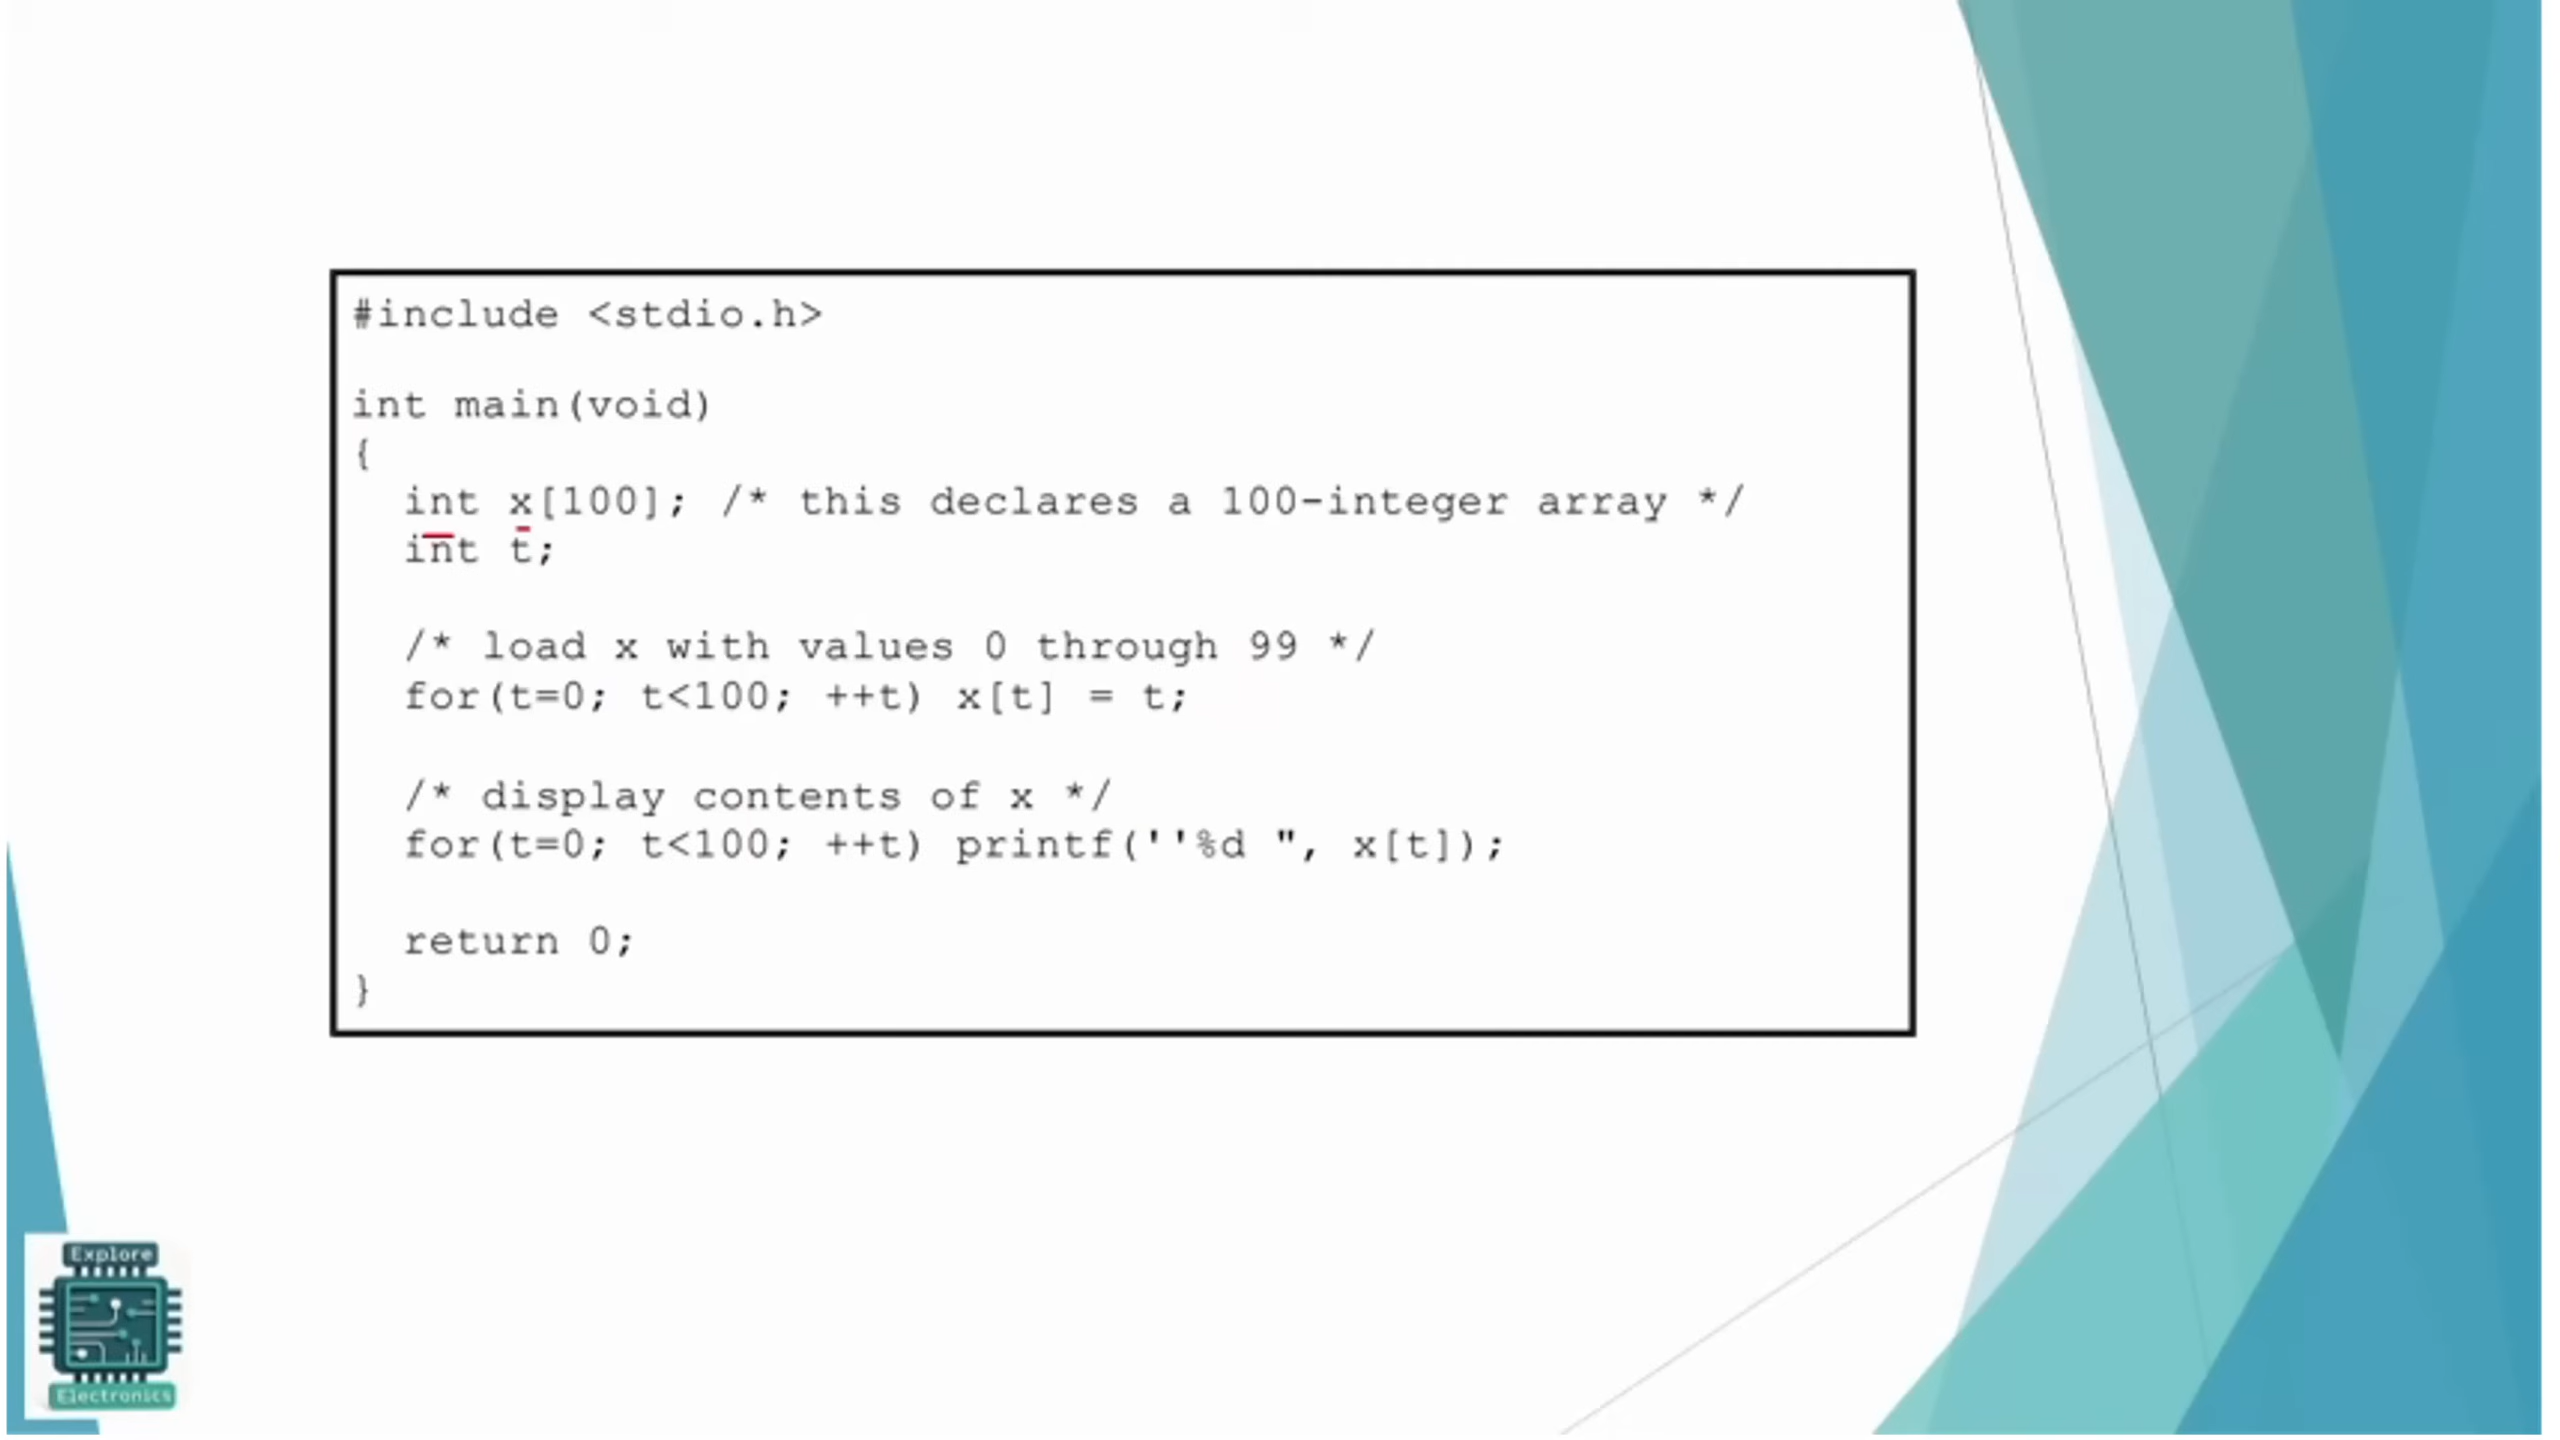 #include <stdio.h>
int main(void)
{
int x[100]; /* this declares a 100-integer array */
int t;
/* load x with values 0 through 99 */
for(t=0; t<100; ++t) x[t] = t;
/* display contents of x */
for(t=0; t<100; ++t) printf(''%d ", x[t]);
return 0;
}
Explore
Electronics